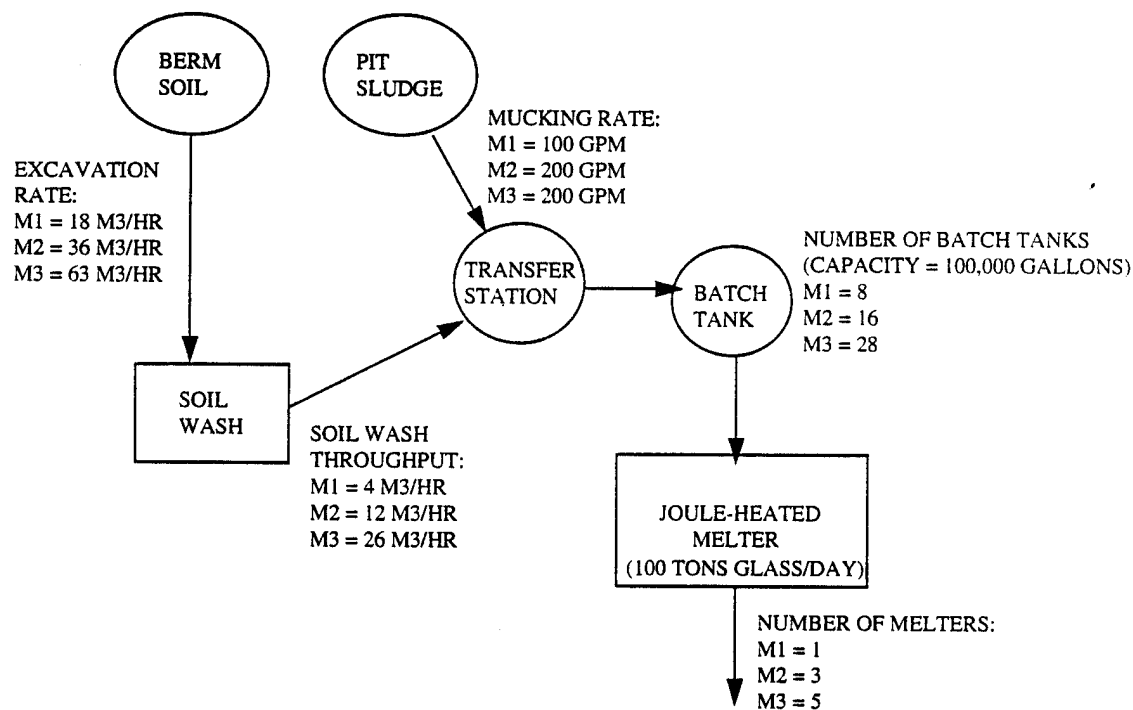 BERM
SOIL
PIT
SLUDGE
MUCKING RATE:
M1 = 100 GPM
M2 = 200 GPM
M3 = 200 GPM
EXCAVATION
RATE:
M1 = 18 M3/HR
M2 = 36 M3/HR
M3 = 63 M3/HR
TRANSFER
STATION
BATCH
TANK
NUMBER OF BATCH TANKS
(CAPACITY = 100,000 GALLONS)
M1 = 8
M2 = 16
M3 = 28
SOIL
WASH
SOIL WASH
THROUGHPUT:
M1 = 4 M3/HR
M2 = 12 M3/HR
M3 = 26 M3/HR
JOULE-HEATED
MELTER
(100 TONS GLASS/DAY)
NUMBER OF MELTERS:
M1 = 1
M2 = 3
M3 = 5